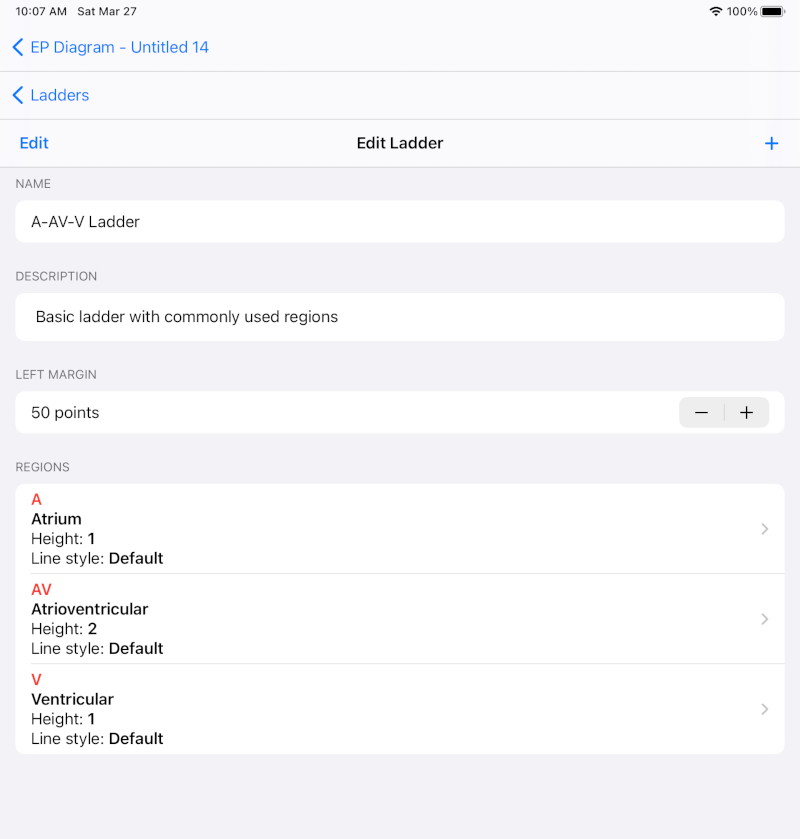 10:07 AM Sat Mar 27 100%
EP Diagram - Untitled 14
Ladders
Edit Edit Ladder +
NAME
A-AV-V Ladder
DESCRIPTION
Basic ladder with commonly used regions
LEFT MARGIN
50 points − +
REGIONS
A
Atrium
Height: 1
Line style: Default
AV
Atrioventricular
Height: 2
Line style: Default
V
Ventricular
Height: 1
Line style: Default